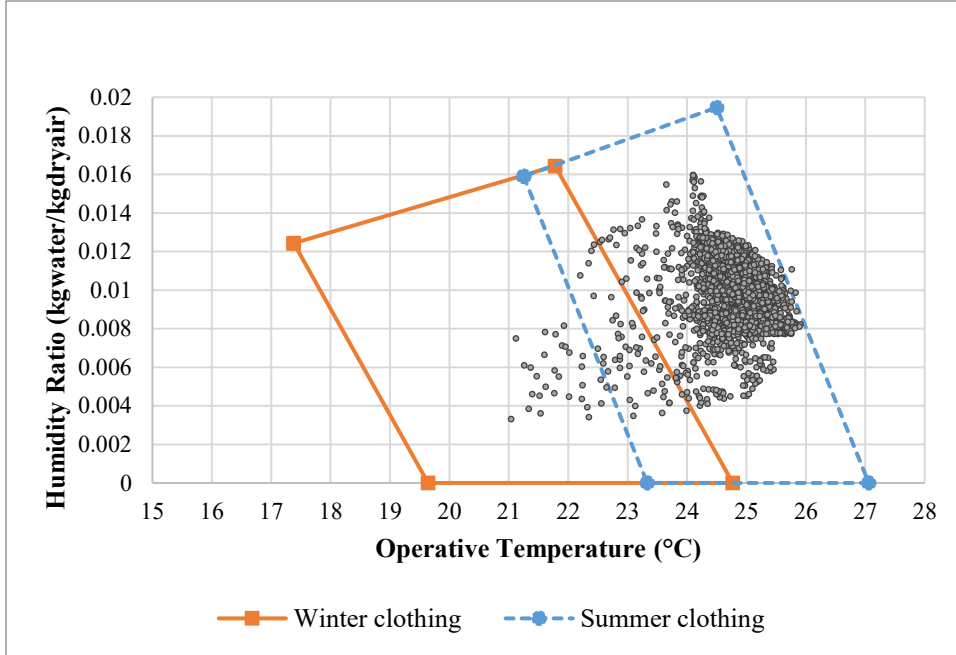 Humidity Ratio (kgwater/kgdryair)
0.02
0.018
0.016
0.014
0.012
0.01
0.008
0.006
0.004
0.002
0
15 16 17 18 19 20 21 22 23 24 25 26 27 28
Operative Temperature (°C)
Winter clothing Summer clothing